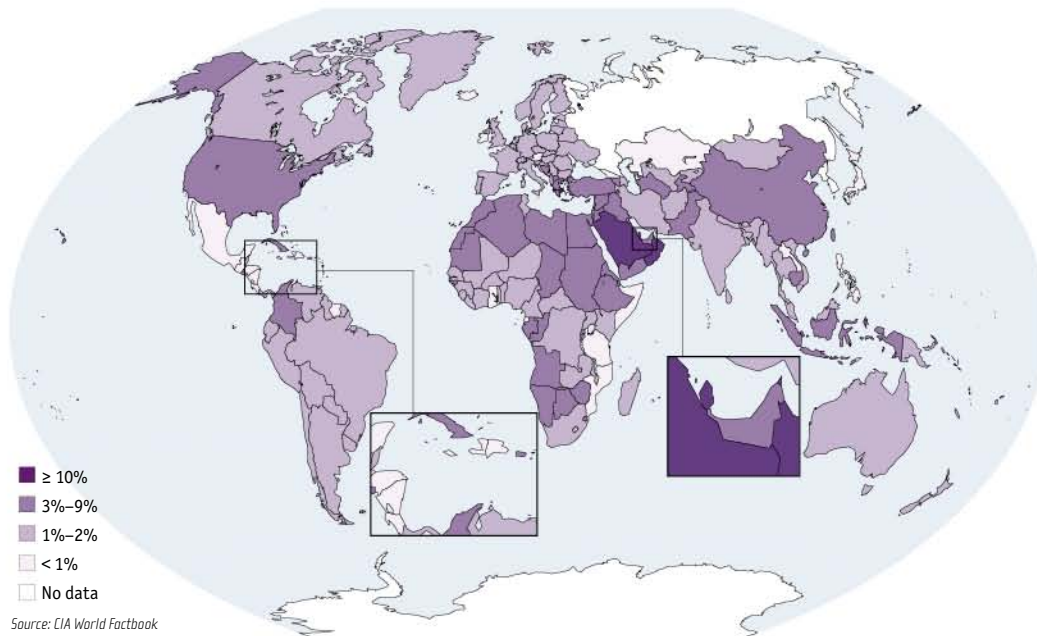 ≥ 10%
3%–9%
1%–2%
< 1%
No data
Source: CIA World Factbook